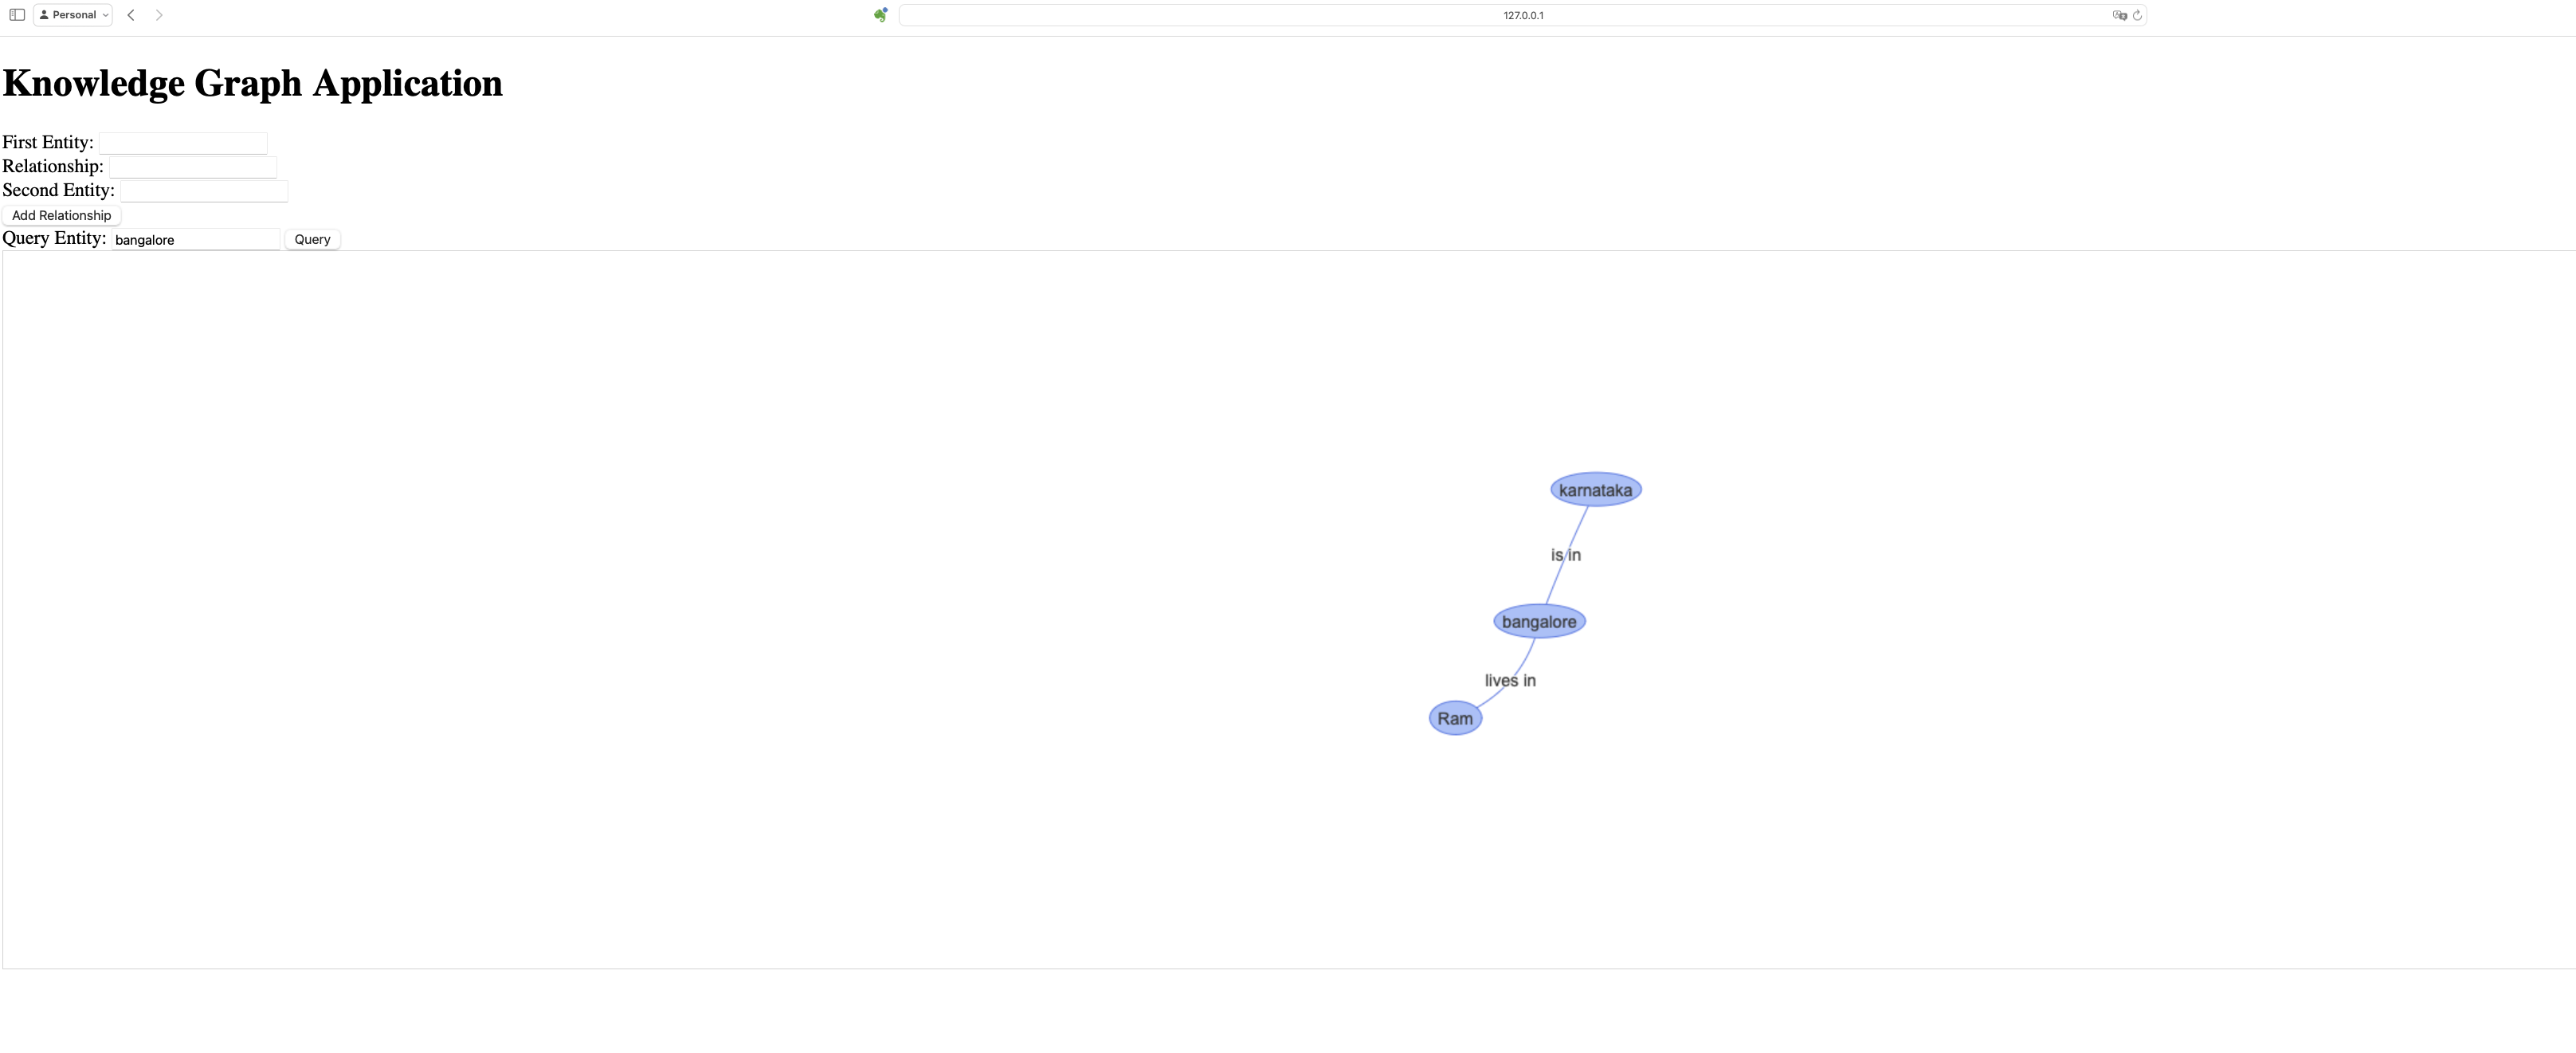 Personal
127.0.0.1
Knowledge Graph Application
First Entity:
Relationship:
Second Entity:
Add Relationship
Query Entity: bangalore Query
karnataka
is in
bangalore
lives in
Ram